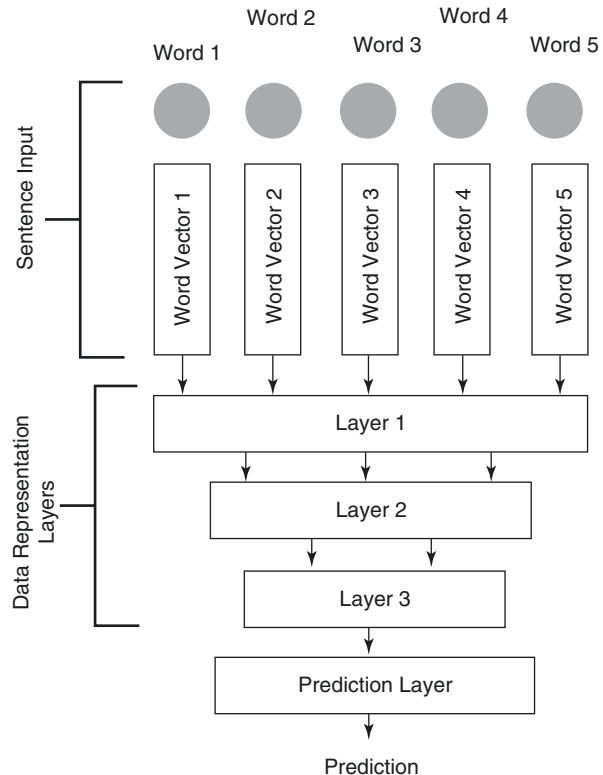 Word 1
Word 2
Word 3
Word 4
Word 5
Sentence Input
Word Vector 1
Word Vector 2
Word Vector 3
Word Vector 4
Word Vector 5
Data Representation
Layers
Layer 1
Layer 2
Layer 3
Prediction Layer
Prediction